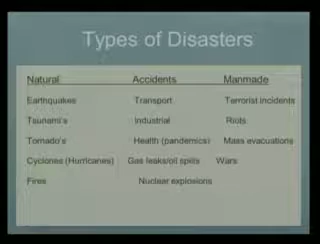 Types of Disasters
Natural Accidents Manmade
Earthquakes Transport Terrorist incidents
Tsunami's Industrial Riots
Tornado's Health (pandemics) Mass evacuations
Cyclones (Hurricanes) Gas leaks/oil spills Wars
Fires Nuclear explosions